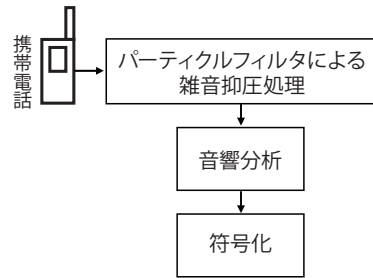 携帯電話
パーティクルフィルタによる
雑音抑圧処理
音響分析
符号化